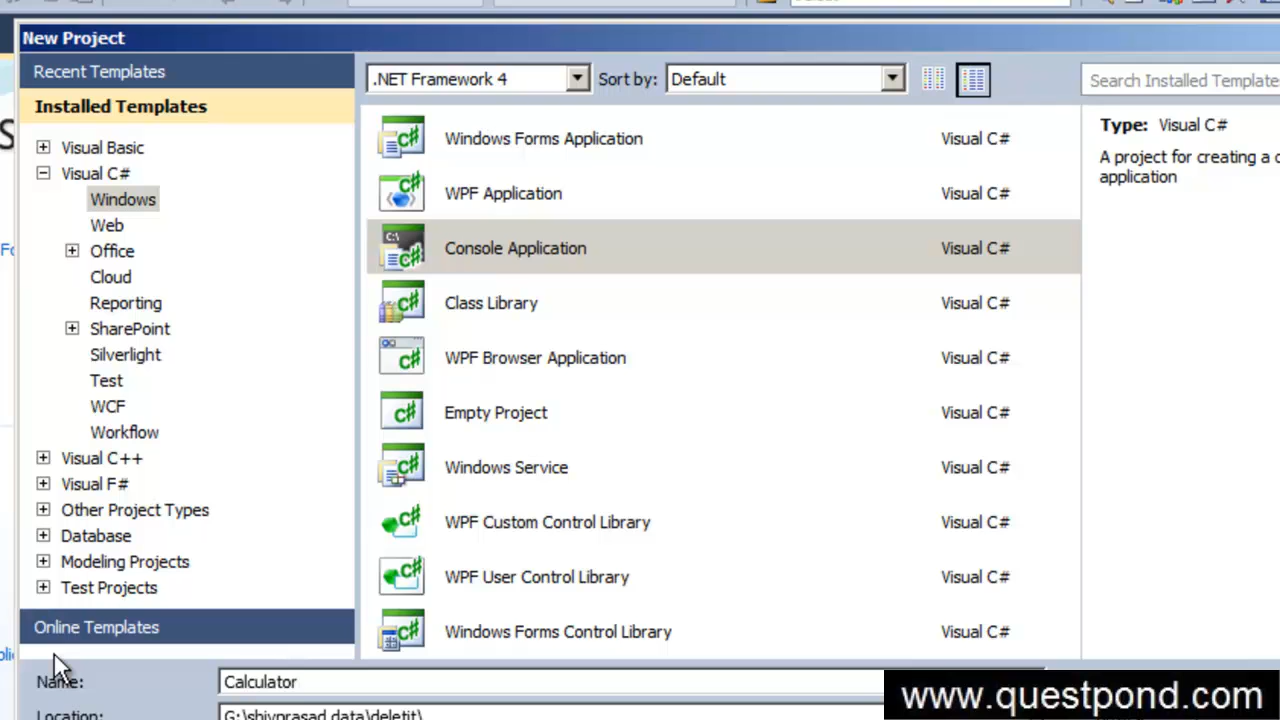 New Project
Recent Templates
Installed Templates
Visual Basic
Visual C#
Windows
Web
Office
Cloud
Reporting
SharePoint
Silverlight
Test
WCF
Workflow
Visual C++
Visual F#
Other Project Types
Database
Modeling Projects
Test Projects
Online Templates
.NET Framework 4
Sort by:
Default
Windows Forms Application Visual C#
WPF Application Visual C#
Console Application Visual C#
Class Library Visual C#
WPF Browser Application Visual C#
Empty Project Visual C#
Windows Service Visual C#
WPF Custom Control Library Visual C#
WPF User Control Library Visual C#
Windows Forms Control Library Visual C#
Search Installed Template
Type: Visual C#
A project for creating a c
application
Name: Calculator
Location: G:\shivprasad data\deletit\
www.questpond.com